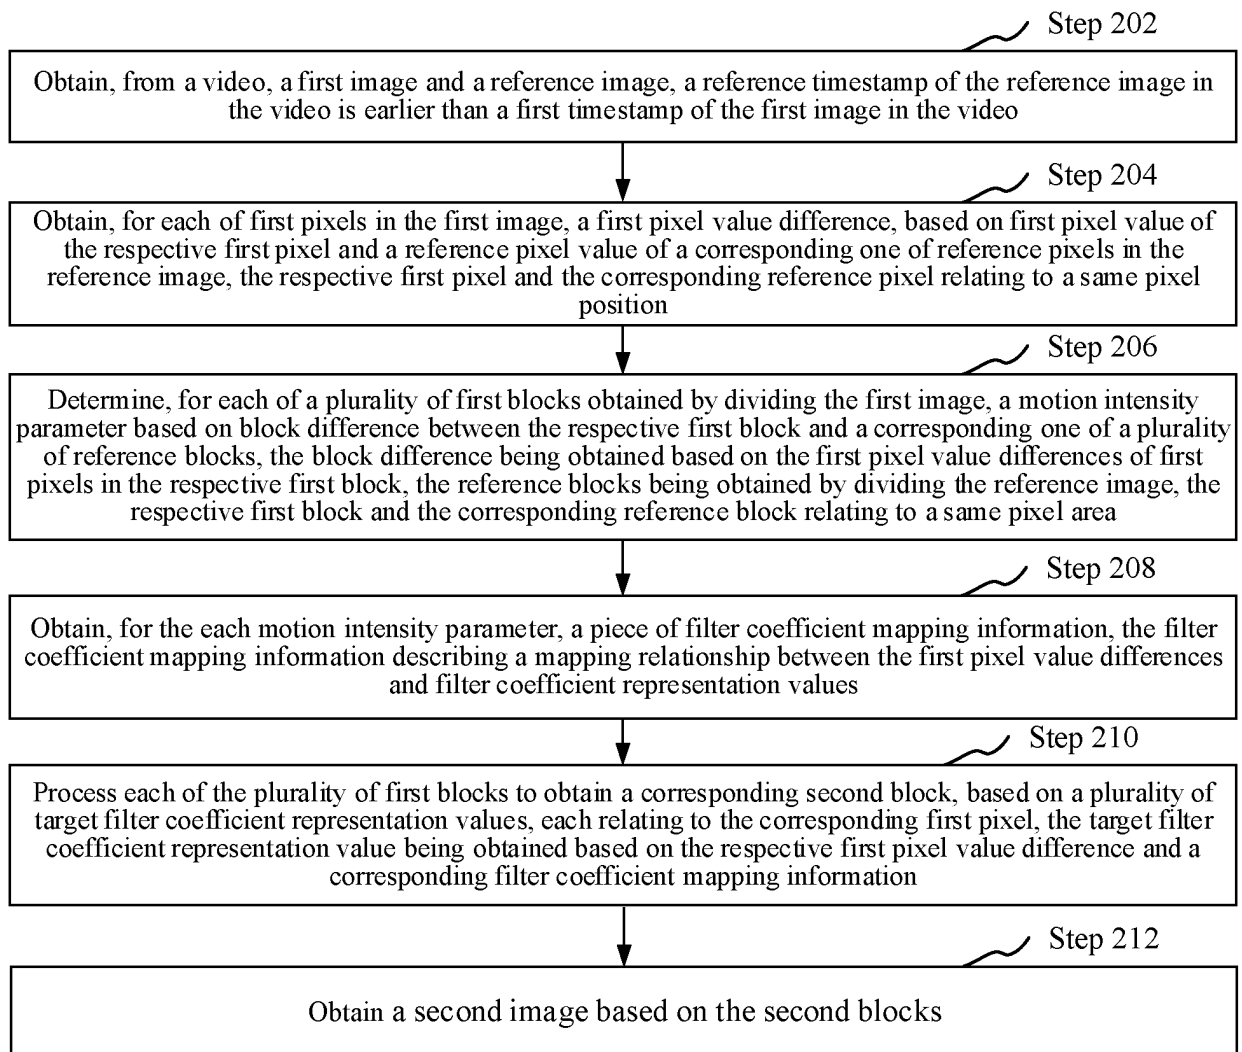 Step 202
Obtain, from a video, a first image and a reference image, a reference timestamp of the reference image in
the video is earlier than a first timestamp of the first image in the video
Step 204
Obtain, for each of first pixels in the first image, a first pixel value difference, based on first pixel value of
the respective first pixel and a reference pixel value of a corresponding one of reference pixels in the
reference image, the respective first pixel and the corresponding reference pixel relating to a same pixel
position
Step 206
Determine, for each of a plurality of first blocks obtained by dividing the first image, a motion intensity
parameter based on block difference between the respective first block and a corresponding one of a plurality
of reference blocks, the block difference being obtained based on the first pixel value differences of first
pixels in the respective first block, the reference blocks being obtained by dividing the reference image, the
respective first block and the corresponding reference block relating to a same pixel area
Step 208
Obtain, for the each motion intensity parameter, a piece of filter coefficient mapping information, the filter
coefficient mapping information describing a mapping relationship between the first pixel value differences
and filter coefficient representation values
Step 210
Process each of the plurality of first blocks to obtain a corresponding second block, based on a plurality of
target filter coefficient representation values, each relating to the corresponding first pixel, the target filter
coefficient representation value being obtained based on the respective first pixel value difference and a
corresponding filter coefficient mapping information
Step 212
Obtain a second image based on the second blocks